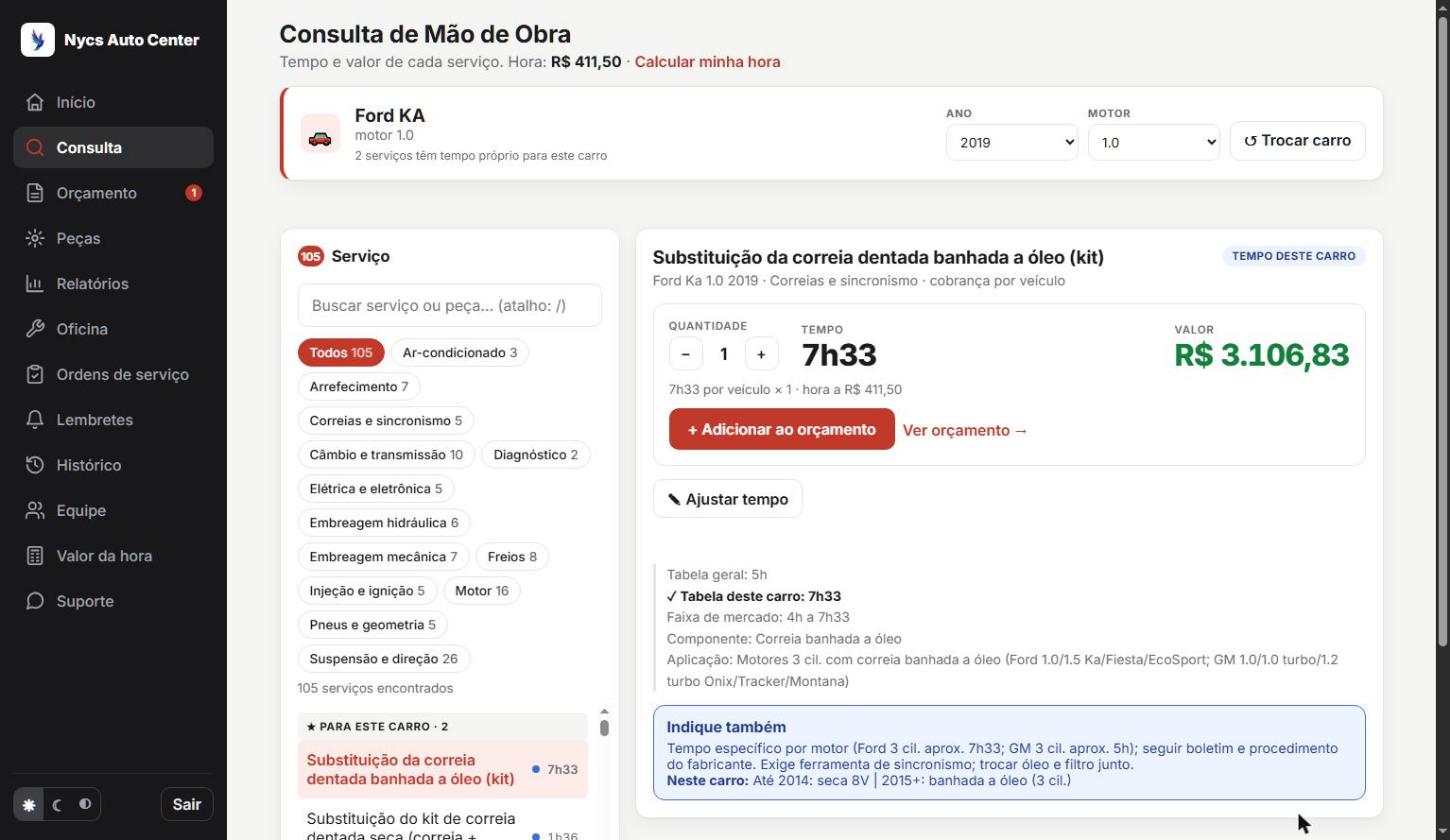 Nycs Auto Center
Início
Consulta
Orçamento 1
Peças
Relatórios
Oficina
Ordens de serviço
Lembretes
Histórico
Equipe
Valor da hora
Suporte
Sair
Consulta de Mão de Obra
Tempo e valor de cada serviço. Hora: R$ 411,50 · Calcular minha hora
Ford KA
motor 1.0
2 serviços têm tempo próprio para este carro
ANO MOTOR
2019 1.0 ↺ Trocar carro
105 Serviço
Buscar serviço ou peça... (atalho: /)
Todos 105 Ar-condicionado 3
Arrefecimento 7
Correias e sincronismo 5
Câmbio e transmissão 10 Diagnóstico 2
Elétrica e eletrônica 5
Embreagem hidráulica 6
Embreagem mecânica 7 Freios 8
Injeção e ignição 5 Motor 16
Pneus e geometria 5
Suspensão e direção 26
105 serviços encontrados
★ PARA ESTE CARRO · 2
Substituição da correia
dentada banhada a óleo (kit) 7h33
Substituição do kit de correia
dentada seca (correia + 1h36
Substituição da correia dentada banhada a óleo (kit) TEMPO DESTE CARRO
Ford Ka 1.0 2019 · Correias e sincronismo · cobrança por veículo
QUANTIDADE TEMPO VALOR
− 1 + 7h33 R$ 3.106,83
7h33 por veículo × 1 · hora a R$ 411,50
+ Adicionar ao orçamento Ver orçamento →
✎ Ajustar tempo
Tabela geral: 5h
✓ Tabela deste carro: 7h33
Faixa de mercado: 4h a 7h33
Componente: Correia banhada a óleo
Aplicação: Motores 3 cil. com correia banhada a óleo (Ford 1.0/1.5 Ka/Fiesta/EcoSport; GM 1.0/1.0 turbo/1.2
turbo Onix/Tracker/Montana)
Indique também
Tempo específico por motor (Ford 3 cil. aprox. 7h33; GM 3 cil. aprox. 5h); seguir boletim e procedimento
do fabricante. Exige ferramenta de sincronismo; trocar óleo e filtro junto.
Neste carro: Até 2014: seca 8V | 2015+: banhada a óleo (3 cil.)